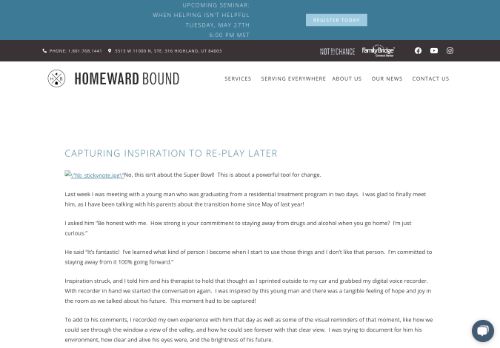 UPCOMING SEMINAR:
WHEN HELPING ISN'T HELPFUL
TUESDAY, MAY 27TH
6:00 PM MST
REGISTER TODAY
PHONE: 1.801.768.1441
5513 W 11000 N, STE. 316 HIGHLAND, UT 84003
NOT BY CHANCE
FamilyBridge
HOMEWARD BOUND
SERVICES
SERVING EVERYWHERE
ABOUT US
OUR NEWS
CONTACT US
CAPTURING INSPIRATION TO RE-PLAY LATER
No, this isn't about the Super Bowl!  This is about a powerful tool for change.
Last week I was meeting with a young man who was graduating from a residential treatment program in two days.  I was glad to finally meet
him, as I have been talking with his parents about the transition home since May of last year!
I asked him "Be honest with me.  How strong is your commitment to staying away from drugs and alcohol when you go home?  I'm just
curious."
He said "It's fantastic!  I've learned what kind of person I become when I start to use those things and I don't like that person.  I'm committed to
staying away from it 100% going forward."
Inspiration struck, and I told him and his therapist to hold that thought as I sprinted outside to my car and grabbed my digital voice recorder.
With recorder in hand we started the conversation again.  I was inspired by this young man and there was a tangible feeling of hope and joy in
the room as we talked about his future.  This moment had to be captured!
To add to his comments, I recorded my own experience with him that day as well as some of the visual reminders of that moment, like how we
could see through the window a view of the valley, and how he could see forever with that clear view.  I was trying to document for him his
environment, how clear and alive his eyes were, and the brightness of his future.